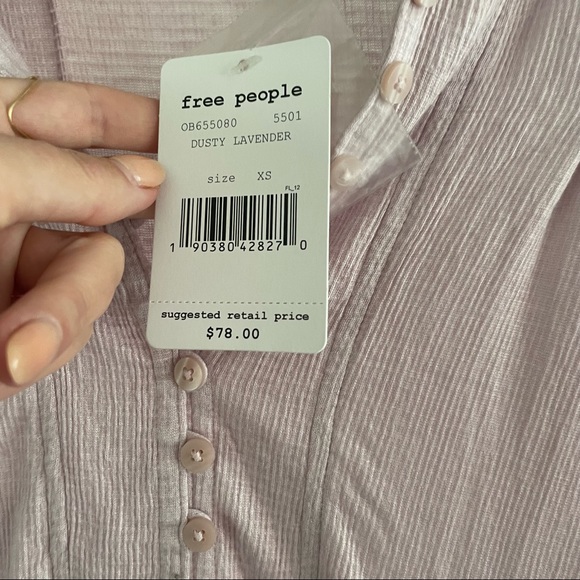 free people
OB655080 5501
DUSTY LAVENDER
size XS
FL_12
1 90380 42827 0
suggested retail price
$78.00